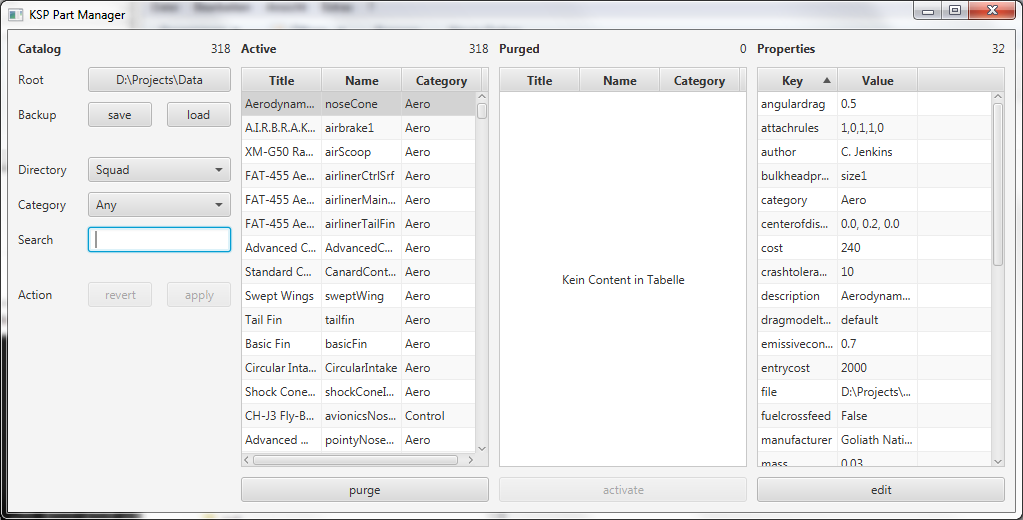 KSP Part Manager
Catalog 318
Root D:\Projects\Data
Backup save load
Directory Squad
Category Any
Search
Action revert apply
Active 318
Title Name Category
Aerodynam... noseCone Aero
A.I.R.B.R.A.K... airbrake1 Aero
XM-G50 Ra... airScoop Aero
FAT-455 Ae... airlinerCtrlSrf Aero
FAT-455 Ae... airlinerMain... Aero
FAT-455 Ae... airlinerTailFin Aero
Advanced C... AdvancedC... Aero
Standard C... CanardCont... Aero
Swept Wings sweptWing Aero
Tail Fin tailfin Aero
Basic Fin basicFin Aero
Circular Inta... CircularIntake Aero
Shock Cone... shockConeI... Aero
CH-J3 Fly-B... avionicsNos... Control
Advanced ... pointyNose... Aero
purge
Purged 0
Title Name Category
Kein Content in Tabelle
activate
Properties 32
Key Value
angulardrag 0.5
attachrules 1,0,1,1,0
author C. Jenkins
bulkheadpr... size1
category Aero
centerofdis... 0.0, 0.2, 0.0
cost 240
crashtolera... 10
description Aerodynam...
dragmodelt... default
emissivecon... 0.7
entrycost 2000
file D:\Projects\...
fuelcrossfeed False
manufacturer Goliath Nati...
mass 0.03
edit